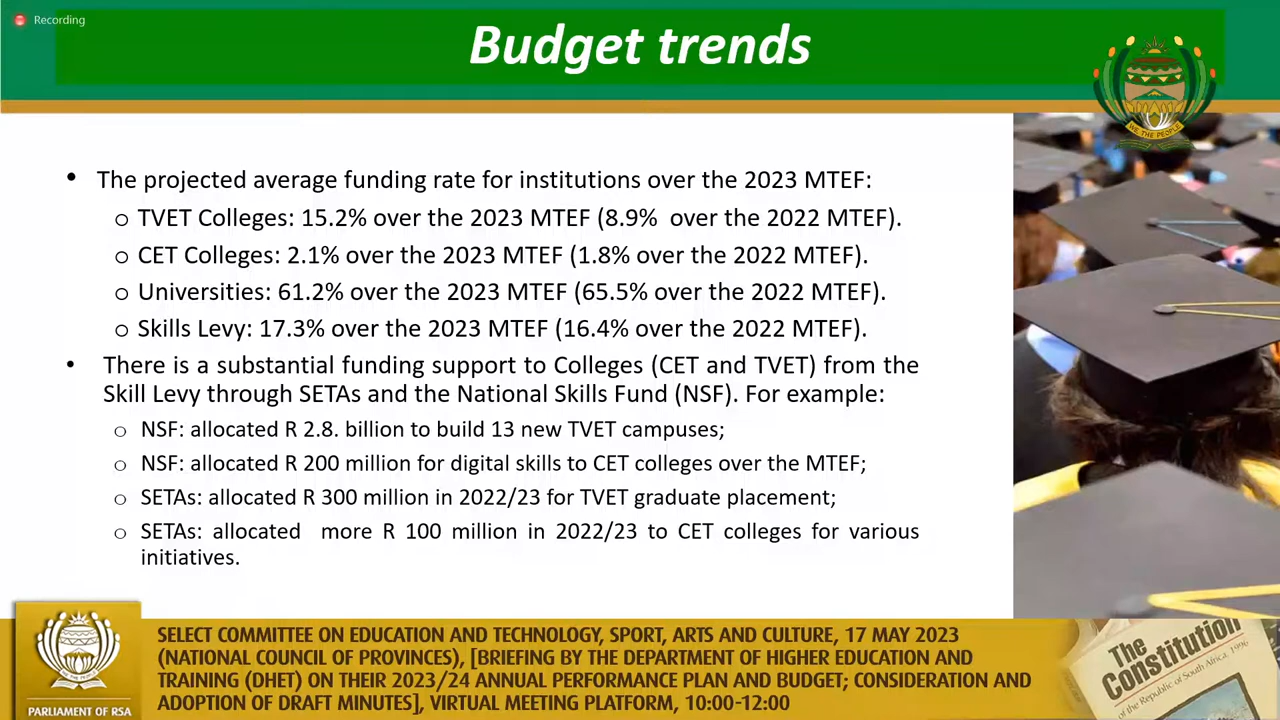 Recording
Budget trends
WE, THE PEOPLE
• The projected average funding rate for institutions over the 2023 MTEF:
o TVET Colleges: 15.2% over the 2023 MTEF (8.9% over the 2022 MTEF).
o CET Colleges: 2.1% over the 2023 MTEF (1.8% over the 2022 MTEF).
o Universities: 61.2% over the 2023 MTEF (65.5% over the 2022 MTEF).
o Skills Levy: 17.3% over the 2023 MTEF (16.4% over the 2022 MTEF).
• There is a substantial funding support to Colleges (CET and TVET) from the
Skill Levy through SETAs and the National Skills Fund (NSF). For example:
o NSF: allocated R 2.8. billion to build 13 new TVET campuses;
o NSF: allocated R 200 million for digital skills to CET colleges over the MTEF;
o SETAs: allocated R 300 million in 2022/23 for TVET graduate placement;
o SETAs: allocated more R 100 million in 2022/23 to CET colleges for various
initiatives.
SELECT COMMITTEE ON EDUCATION AND TECHNOLOGY, SPORT, ARTS AND CULTURE, 17 MAY 2023
(NATIONAL COUNCIL OF PROVINCES), [BRIEFING BY THE DEPARTMENT OF HIGHER EDUCATION AND
TRAINING (DHET) ON THEIR 2023/24 ANNUAL PERFORMANCE PLAN AND BUDGET; CONSIDERATION AND
ADOPTION OF DRAFT MINUTES], VIRTUAL MEETING PLATFORM, 10:00-12:00
PARLIAMENT OF RSA
The
Constitution
of the Republic of South Africa, 1996